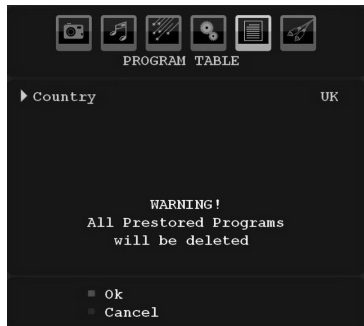 PROGRAM TABLE
Country UK
WARNING!
All Prestored Programs
will be deleted
Ok
Cancel